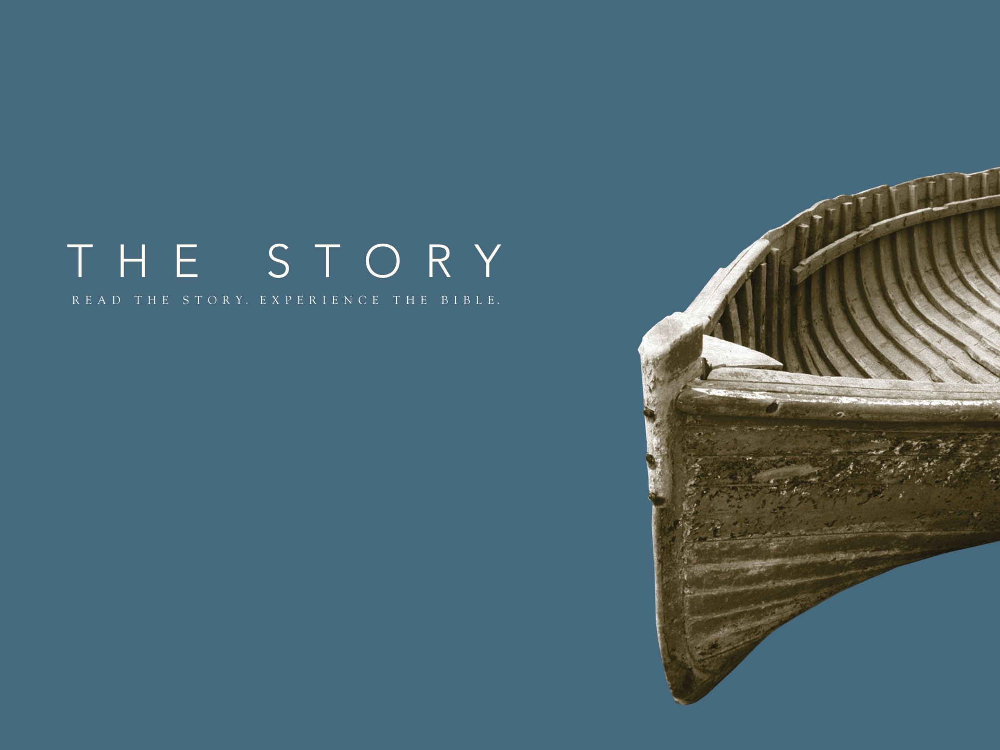 THE STORY
READ THE STORY. EXPERIENCE THE BIBLE.